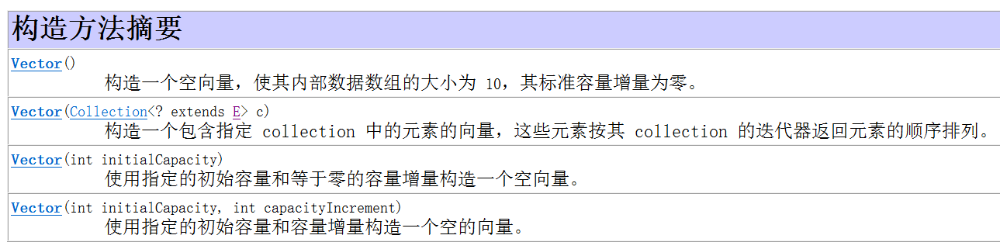 构造方法摘要
Vector()
构造一个空向量，使其内部数据数组的大小为 10，其标准容量增量为零。
Vector(Collection<? extends E> c)
构造一个包含指定 collection 中的元素的向量，这些元素按其 collection 的迭代器返回元素的顺序排列。
Vector(int initialCapacity)
使用指定的初始容量和等于零的容量增量构造一个空向量。
Vector(int initialCapacity, int capacityIncrement)
使用指定的初始容量和容量增量构造一个空的向量。